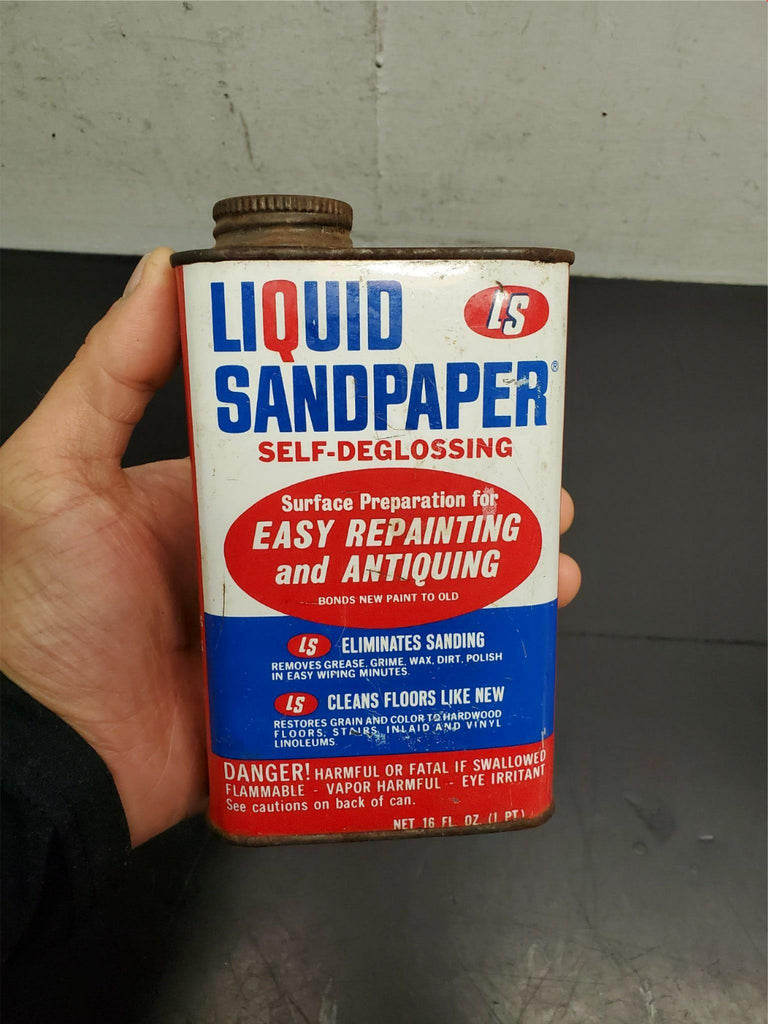 LIQUID
LS
SANDPAPER®
SELF-DEGLOSSING
Surface Preparation for
EASY REPAINTING
and ANTIQUING
BONDS NEW PAINT TO OLD
LS ELIMINATES SANDING
REMOVES GREASE, GRIME, WAX, DIRT, POLISH
IN EASY WIPING MINUTES.
LS CLEANS FLOORS LIKE NEW
RESTORES GRAIN AND COLOR TO HARDWOOD
FLOORS, STAIRS, INLAID AND VINYL
LINOLEUMS.
DANGER! HARMFUL OR FATAL IF SWALLOWED
FLAMMABLE - VAPOR HARMFUL - EYE IRRITANT
See cautions on back of can.
NET 16 FL. OZ. (1 PT.)